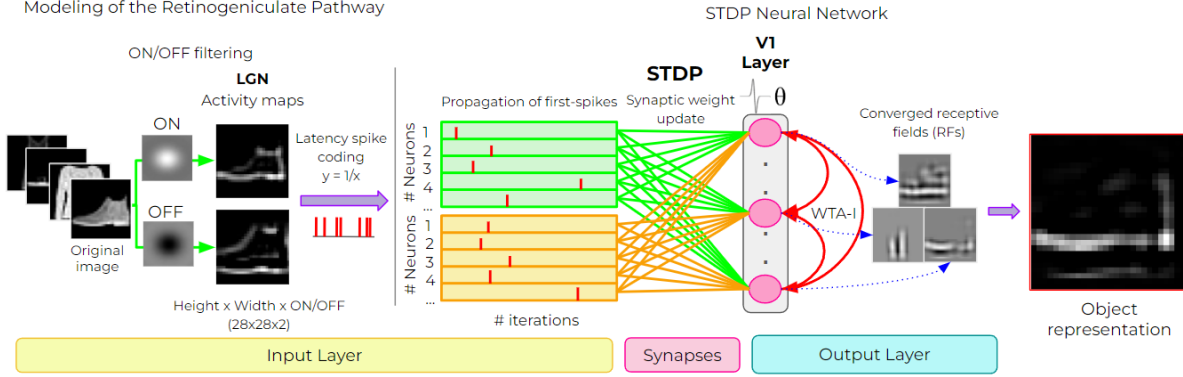 Modeling of the Retinogeniculate Pathway
STDP Neural Network
ON/OFF filtering
LGN
Activity maps
ON
OFF
Original
image
Height x Width x ON/OFF
(28x28x2)
Latency spike
coding
y = 1/x
Propagation of first-spikes
# Neurons
1
2
3
4
...
# Neurons
1
2
3
4
...
# iterations
STDP
Synaptic weight
update
V1
Layer
θ
WTA-I
Converged receptive
fields (RFs)
Object
representation
Input Layer
Synapses
Output Layer